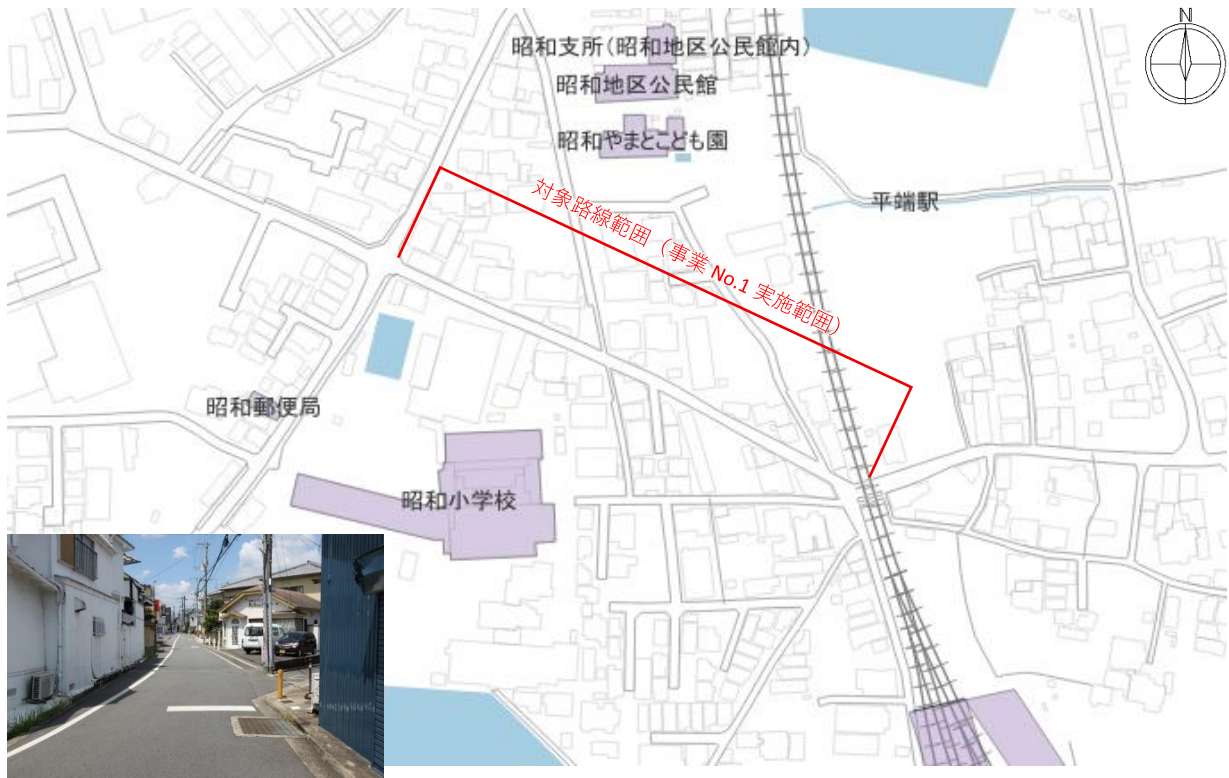 N
昭和支所(昭和地区公民館内)
昭和地区公民館
昭和やまとこども園
対象路線範囲（事業 No.1 実施範囲）
平端駅
昭和郵便局
昭和小学校